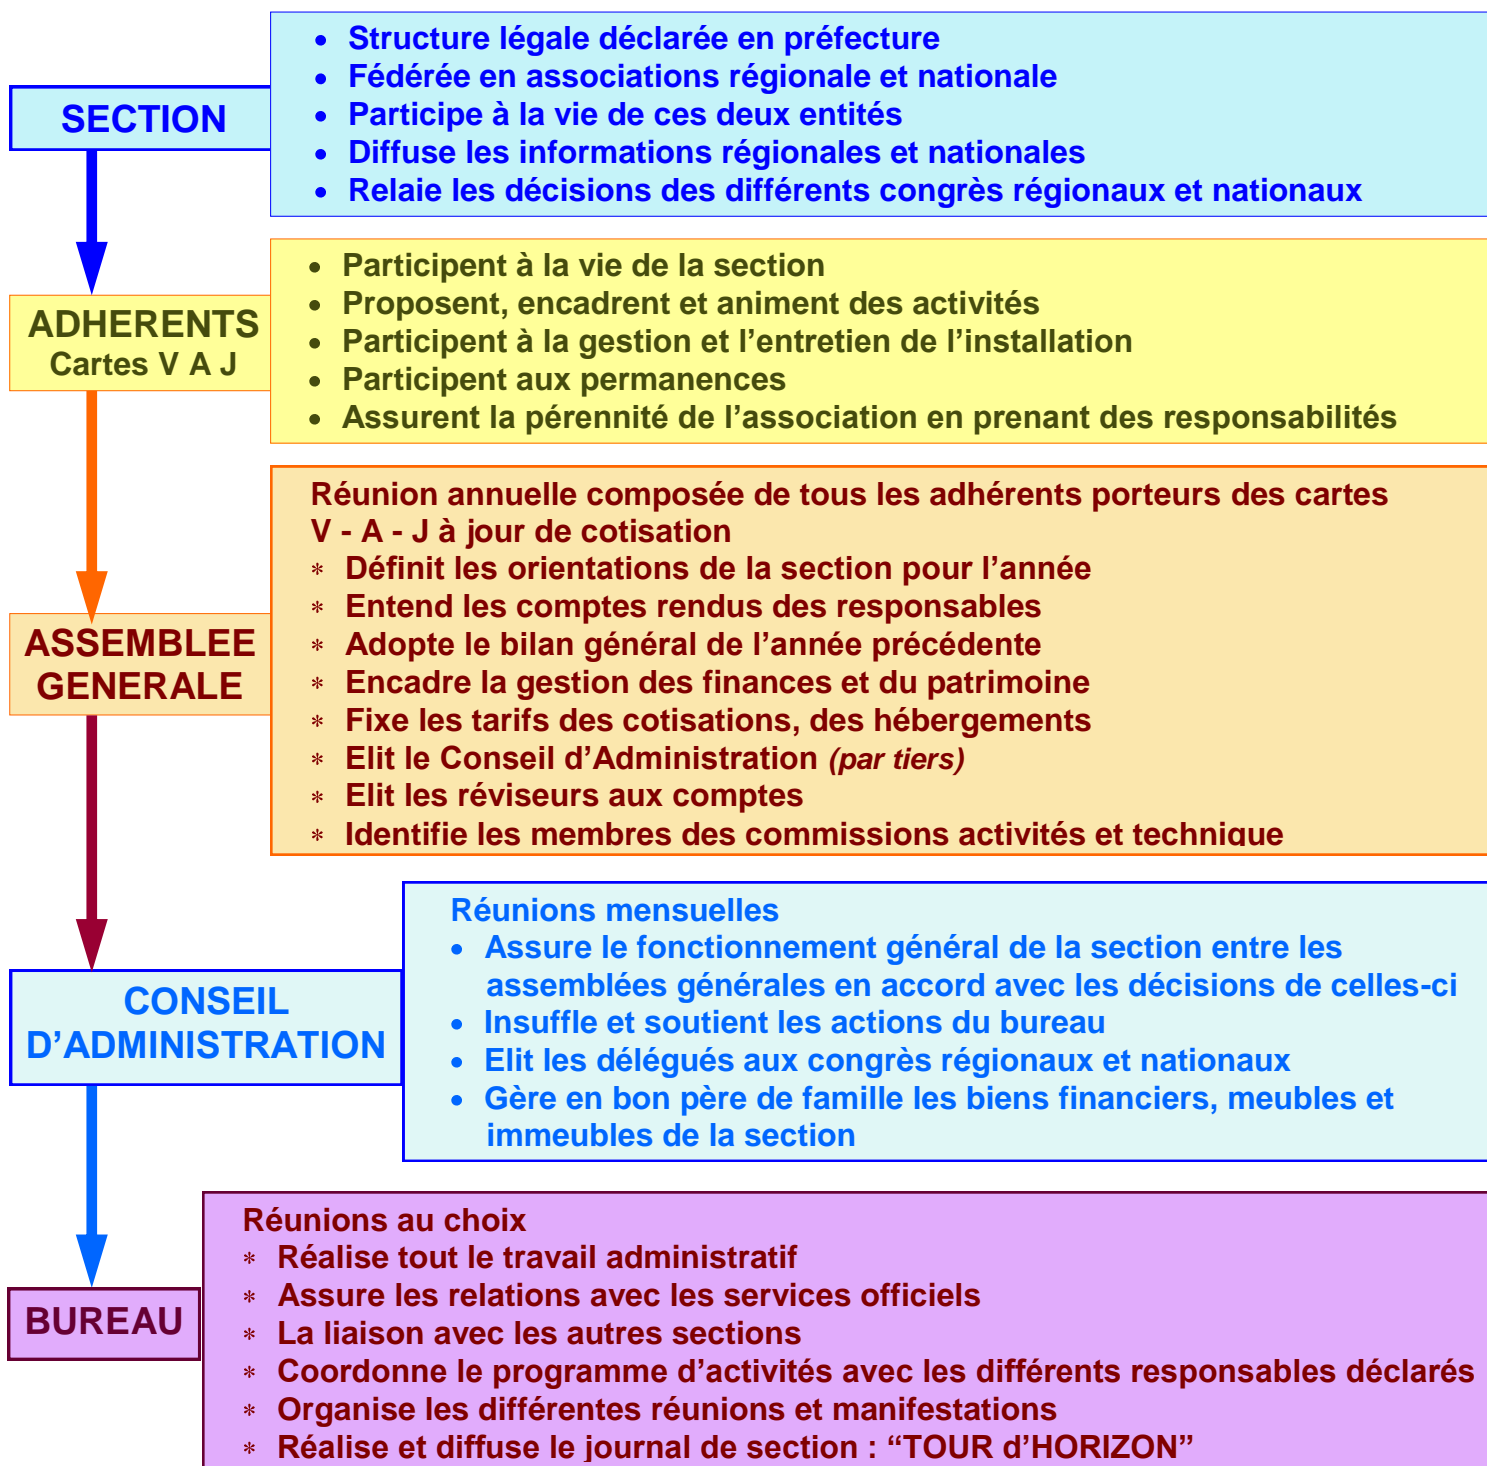 SECTION
• Structure légale déclarée en préfecture
• Fédérée en associations régionale et nationale
• Participe à la vie de ces deux entités
• Diffuse les informations régionales et nationales
• Relaie les décisions des différents congrès régionaux et nationaux
ADHERENTS
Cartes V A J
• Participent à la vie de la section
• Proposent, encadrent et animent des activités
• Participent à la gestion et l’entretien de l’installation
• Participent aux permanences
• Assurent la pérennité de l’association en prenant des responsabilités
ASSEMBLEE
GENERALE
Réunion annuelle composée de tous les adhérents porteurs des cartes
V - A - J à jour de cotisation
* Définit les orientations de la section pour l’année
* Entend les comptes rendus des responsables
* Adopte le bilan général de l’année précédente
* Encadre la gestion des finances et du patrimoine
* Fixe les tarifs des cotisations, des hébergements
* Elit le Conseil d’Administration (par tiers)
* Elit les réviseurs aux comptes
* Identifie les membres des commissions activités et technique
CONSEIL
D’ADMINISTRATION
Réunions mensuelles
• Assure le fonctionnement général de la section entre les
assemblées générales en accord avec les décisions de celles-ci
• Insuffle et soutient les actions du bureau
• Elit les délégués aux congrès régionaux et nationaux
• Gère en bon père de famille les biens financiers, meubles et
immeubles de la section
BUREAU
Réunions au choix
* Réalise tout le travail administratif
* Assure les relations avec les services officiels
* La liaison avec les autres sections
* Coordonne le programme d’activités avec les différents responsables déclarés
* Organise les différentes réunions et manifestations
* Réalise et diffuse le journal de section : “TOUR d’HORIZON”